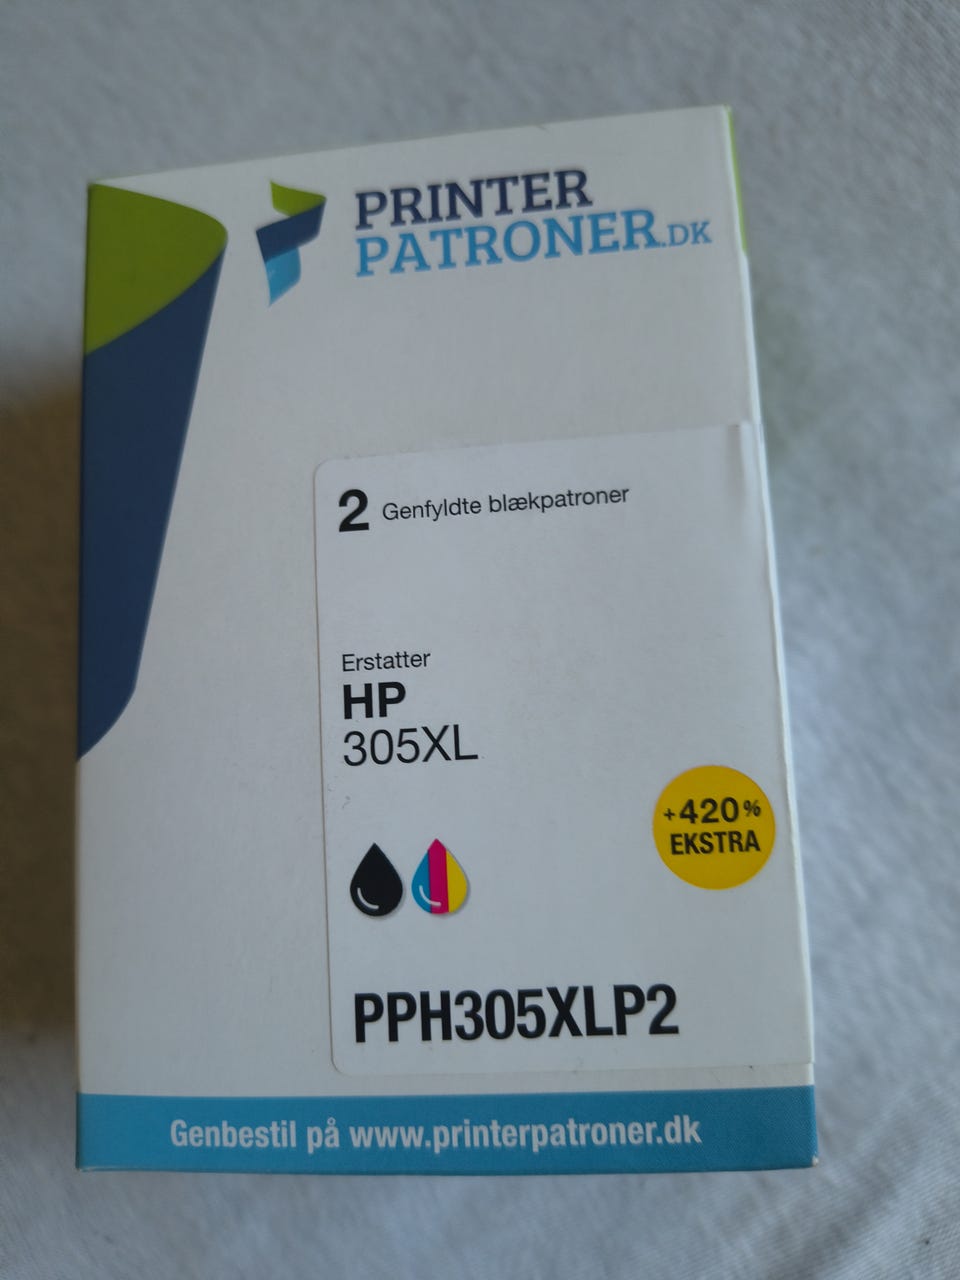 PRINTER
PATRONER.DK
2 Genfyldte blækpatroner
Erstatter
HP
305XL
+420%
EKSTRA
PPH305XLP2
Genbestil på www.printerpatroner.dk